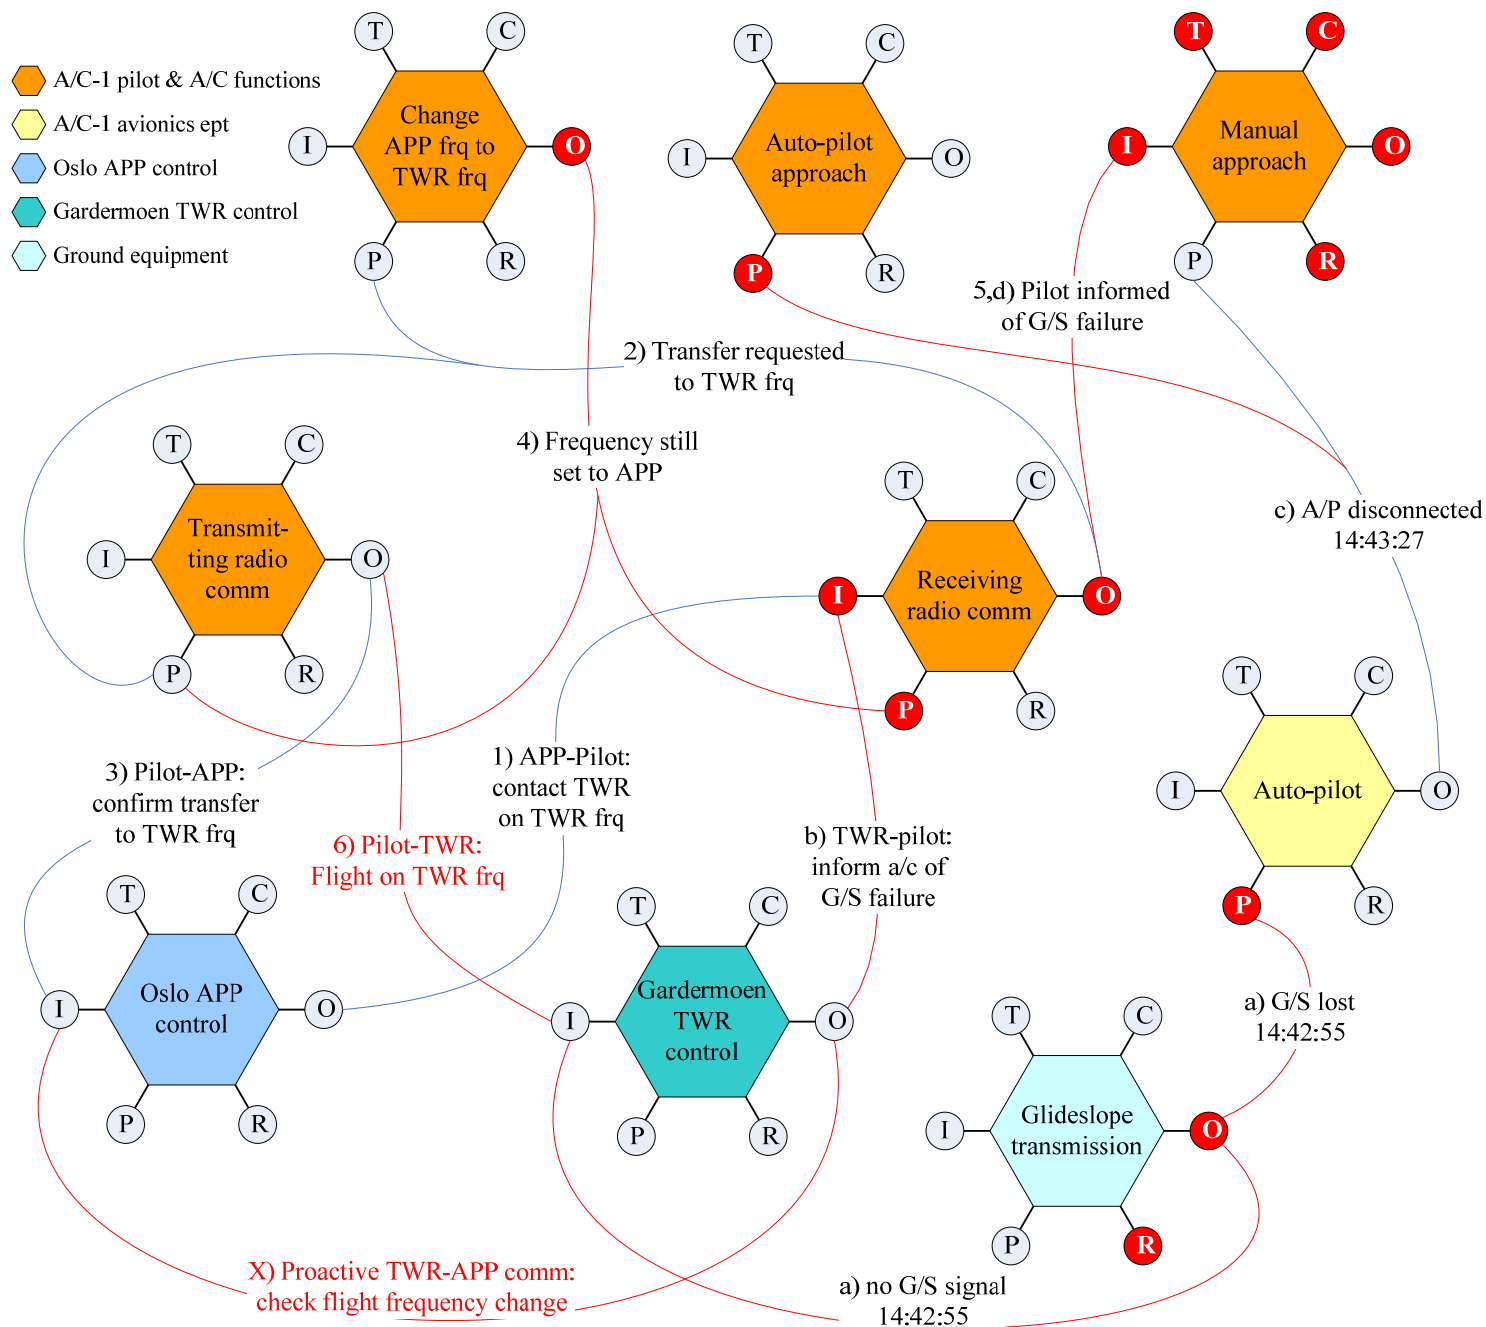 A/C-1 pilot & A/C functions
A/C-1 avionics ept
Oslo APP control
Gardermoen TWR control
Ground equipment
T
C
I
Change
APP frq to
TWR frq
O
P
R
T
C
I
Auto-pilot
approach
O
P
R
T
C
I
Manual
approach
O
P
R
5,d) Pilot informed
of G/S failure
2) Transfer requested
to TWR frq
4) Frequency still
set to APP
c) A/P disconnected
14:43:27
T
C
I
Transmit-
ting radio
comm
O
P
R
T
C
I
Receiving
radio comm
O
P
R
T
C
I
Auto-pilot
O
P
R
3) Pilot-APP:
confirm transfer
to TWR frq
1) APP-Pilot:
contact TWR
on TWR frq
6) Pilot-TWR:
Flight on TWR frq
b) TWR-pilot:
inform a/c of
G/S failure
T
C
I
Oslo APP
control
O
P
R
T
C
I
Gardermoen
TWR
control
O
P
R
a) G/S lost
14:42:55
T
C
I
Glideslope
transmission
O
P
R
X) Proactive TWR-APP comm:
check flight frequency change
a) no G/S signal
14:42:55